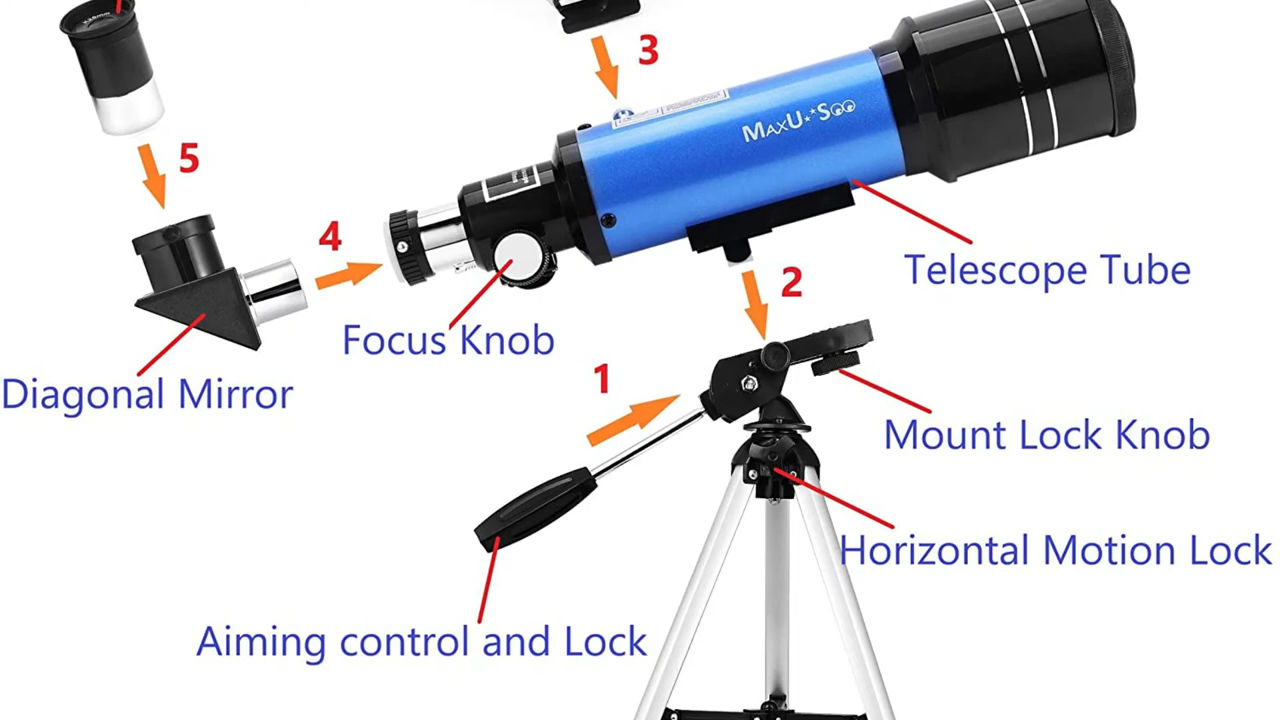 3
MAXU SOO
5
4
Telescope Tube
2
Focus Knob
1
Diagonal Mirror
Mount Lock Knob
Horizontal Motion Lock
Aiming control and Lock